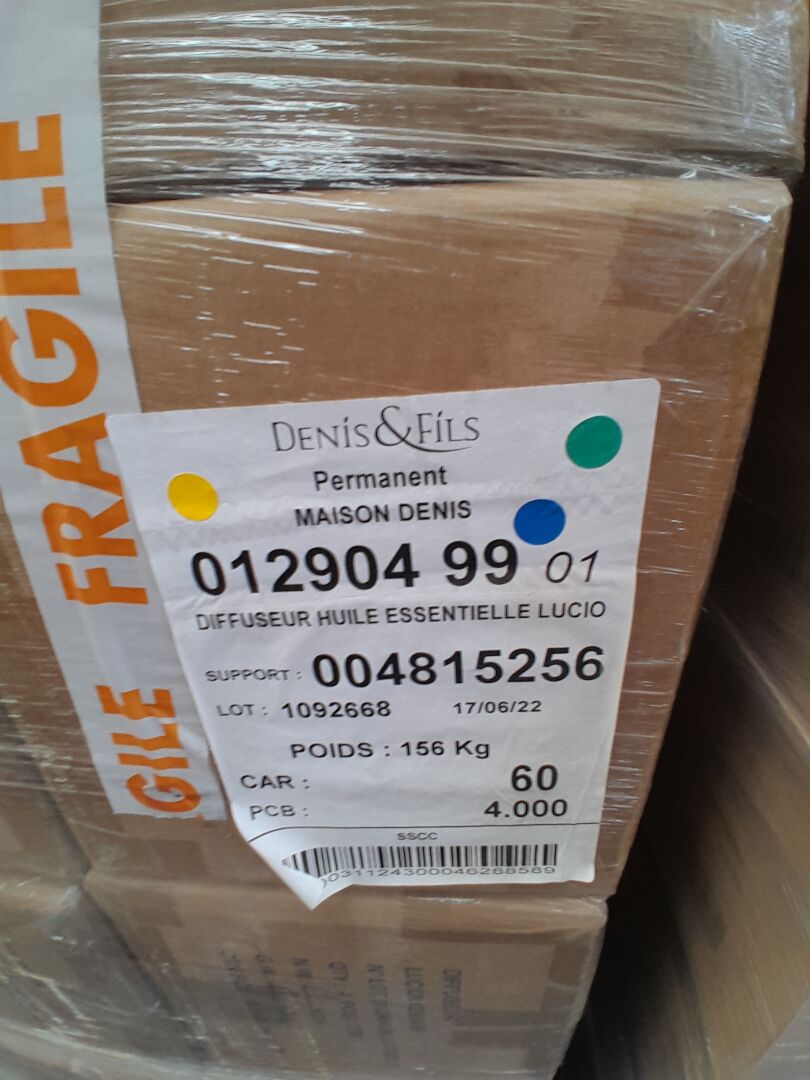 FRAGILE
GILE
DENIS&FILS
Permanent
MAISON DENIS
012904 99 01
DIFFUSEUR HUILE ESSENTIELLE LUCIO
SUPPORT : 004815256
LOT : 1092668 17/06/22
POIDS : 156 Kg
CAR : 60
PCB : 4.000
SSCC
0311243000046288589